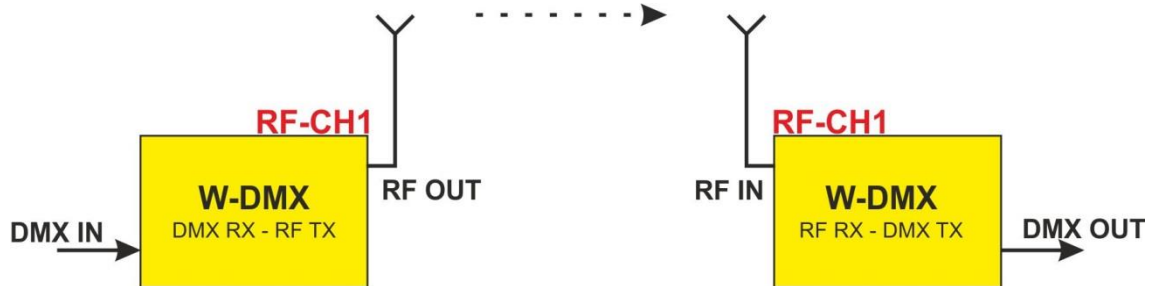 RF-CH1
RF-CH1
W-DMX
DMX RX - RF TX
RF OUT
DMX IN
RF IN
W-DMX
RF RX - DMX TX
DMX OUT